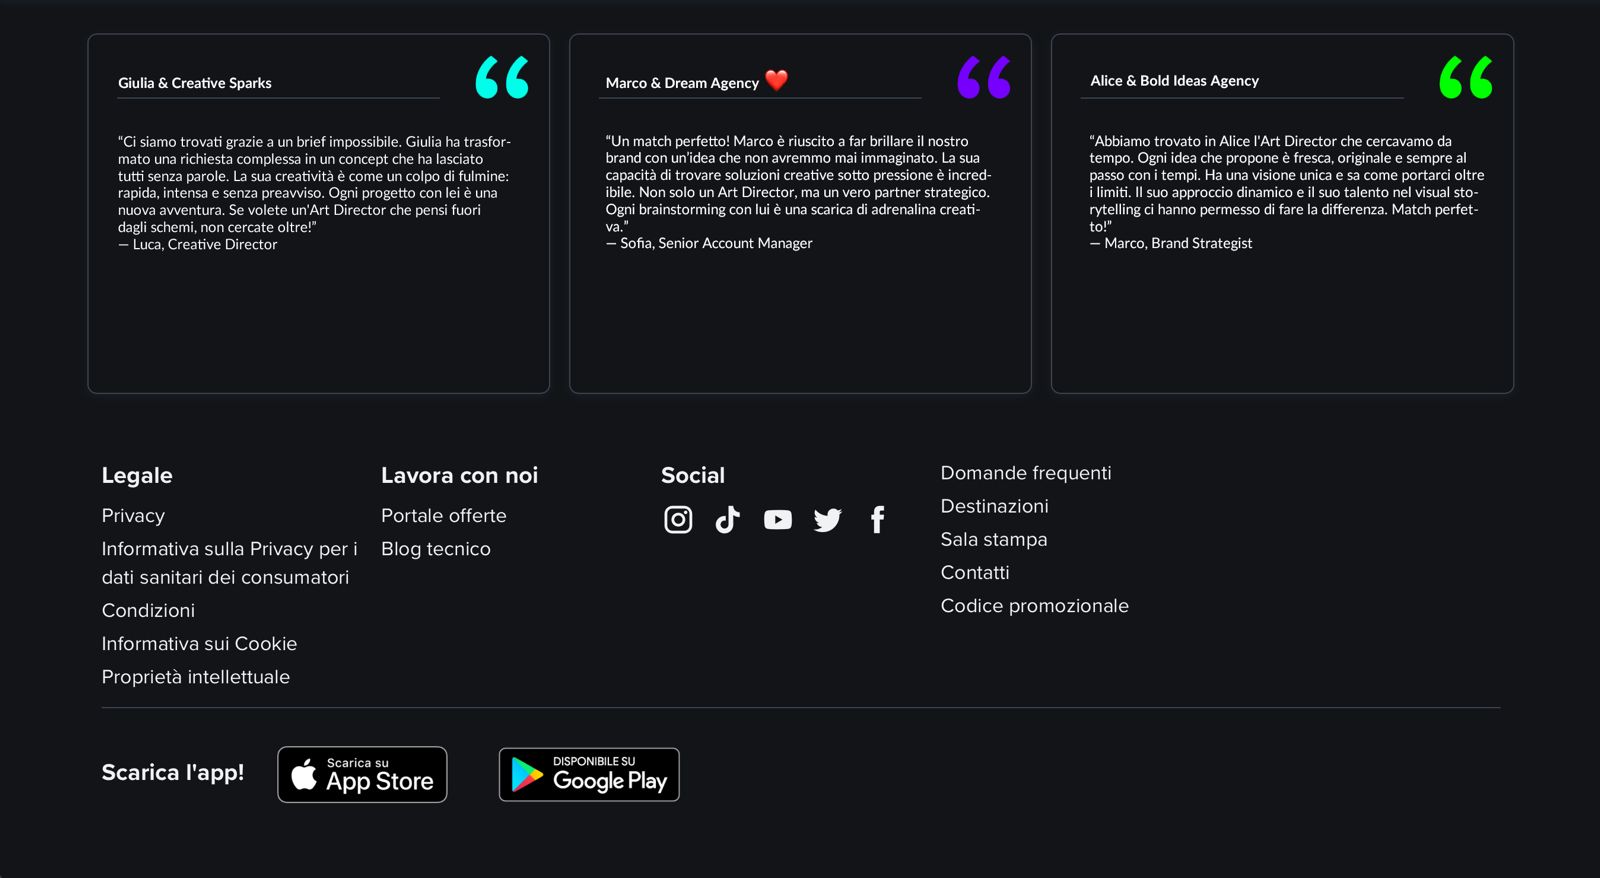 Giulia & Creative Sparks
“Ci siamo trovati grazie a un brief impossibile. Giulia ha trasfor-
mato una richiesta complessa in un concept che ha lasciato
tutti senza parole. La sua creatività è come un colpo di fulmine:
rapida, intensa e senza preavviso. Ogni progetto con lei è una
nuova avventura. Se volete un'Art Director che pensi fuori
dagli schemi, non cercate oltre!”
— Luca, Creative Director
Marco & Dream Agency ❤️
“Un match perfetto! Marco è riuscito a far brillare il nostro
brand con un'idea che non avremmo mai immaginato. La sua
capacità di trovare soluzioni creative sotto pressione è incred-
ibile. Non solo un Art Director, ma un vero partner strategico.
Ogni brainstorming con lui è una scarica di adrenalina creati-
va.”
— Sofia, Senior Account Manager
Alice & Bold Ideas Agency
“Abbiamo trovato in Alice l'Art Director che cercavamo da
tempo. Ogni idea che propone è fresca, originale e sempre al
passo con i tempi. Ha una visione unica e sa come portarci oltre
i limiti. Il suo approccio dinamico e il suo talento nel visual sto-
rytelling ci hanno permesso di fare la differenza. Match perfet-
to!”
— Marco, Brand Strategist
Legale
Privacy
Informativa sulla Privacy per i
dati sanitari dei consumatori
Condizioni
Informativa sui Cookie
Proprietà intellettuale
Lavora con noi
Portale offerte
Blog tecnico
Social
Domande frequenti
Destinazioni
Sala stampa
Contatti
Codice promozionale
Scarica l'app!
Scarica su
App Store
DISPONIBILE SU
Google Play